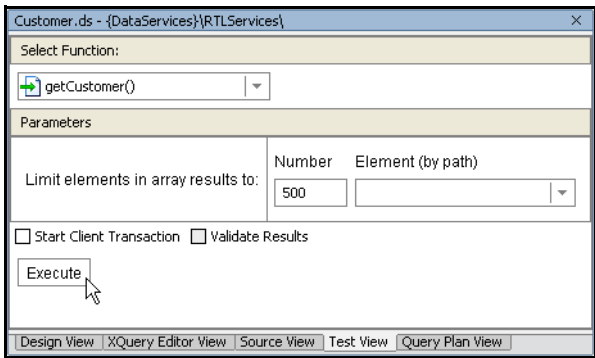 Customer.ds - {DataServices}\RTLServices\
Select Function:
getCustomer()
Parameters
Number Element (by path)
Limit elements in array results to:
500
Start Client Transaction Validate Results
Execute
Design View XQuery Editor View Source View Test View Query Plan View